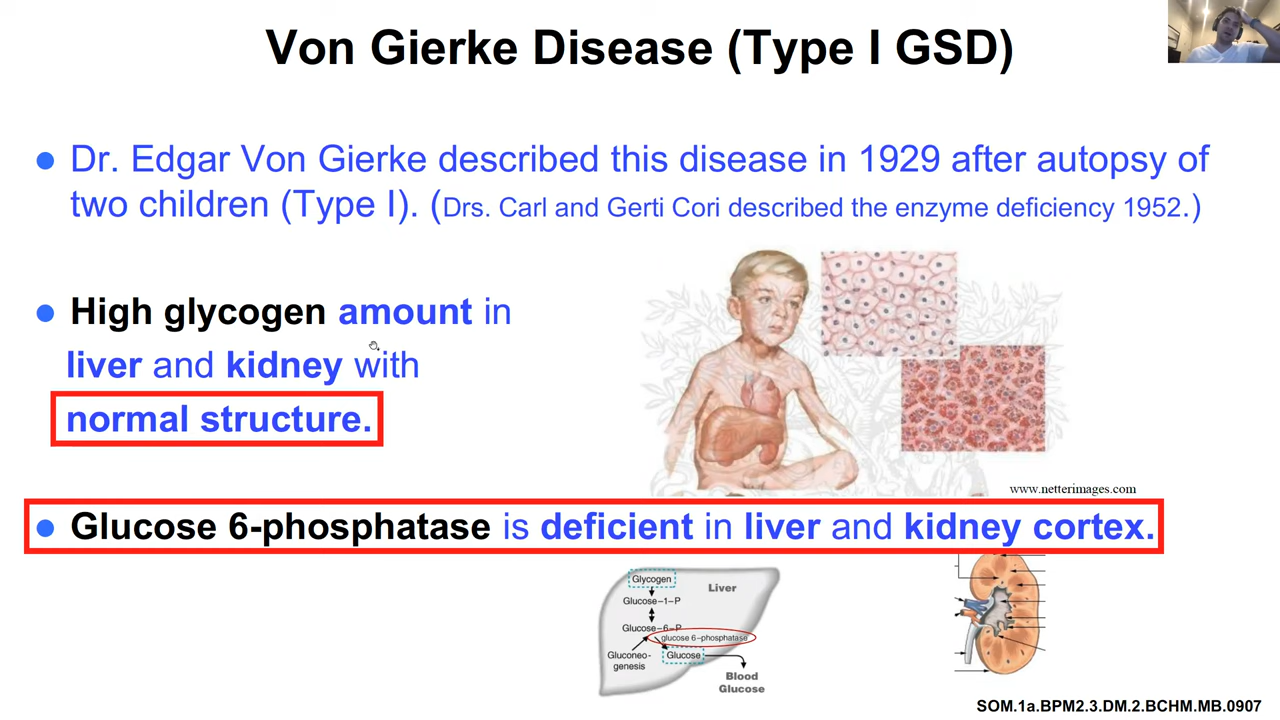 Von Gierke Disease (Type I GSD)
Dr. Edgar Von Gierke described this disease in 1929 after autopsy of
two children (Type I). (Drs. Carl and Gerti Cori described the enzyme deficiency 1952.)
High glycogen amount in
liver and kidney with
normal structure.
www.netterimages.com
Glucose 6-phosphatase is deficient in liver and kidney cortex.
Glycogen
Liver
Glucose–1–P
Glucose–6–P
glucose 6–phosphatase
Gluconeo-
genesis
Glucose
Blood
Glucose
SOM.1a.BPM2.3.DM.2.BCHM.MB.0907